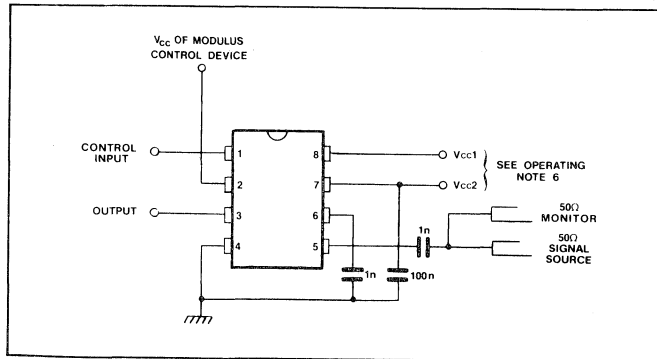 VCC OF MODULUS
CONTROL DEVICE
CONTROL
INPUT
OUTPUT
1
2
3
4
8
7
6
5
Vcc1
Vcc2
SEE OPERATING
NOTE 6
50Ω
MONITOR
50Ω
SIGNAL
SOURCE
1n
1n
100n